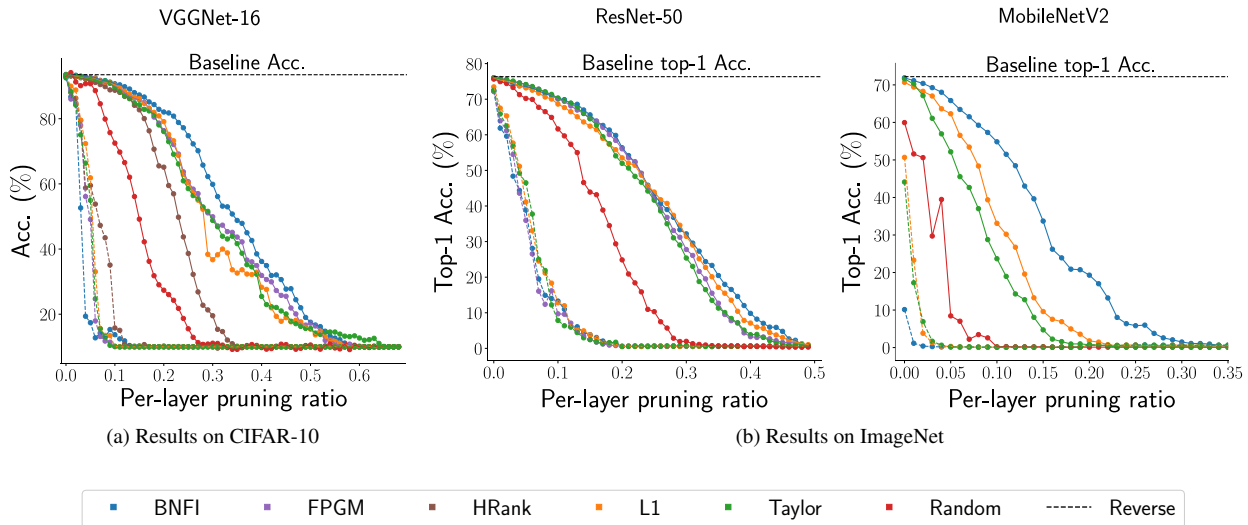 VGGNet-16
ResNet-50
MobileNetV2
Baseline Acc.
Acc. (%)
80
60
40
20
0.0 0.1 0.2 0.3 0.4 0.5 0.6
Per-layer pruning ratio
Baseline top-1 Acc.
Top-1 Acc. (%)
80
70
60
50
40
30
20
10
0
0.0 0.1 0.2 0.3 0.4 0.5
Per-layer pruning ratio
Baseline top-1 Acc.
Top-1 Acc. (%)
70
60
50
40
30
20
10
0
0.00 0.05 0.10 0.15 0.20 0.25 0.30 0.35
Per-layer pruning ratio
(a) Results on CIFAR-10
(b) Results on ImageNet
BNFI FPGM HRank L1 Taylor Random Reverse